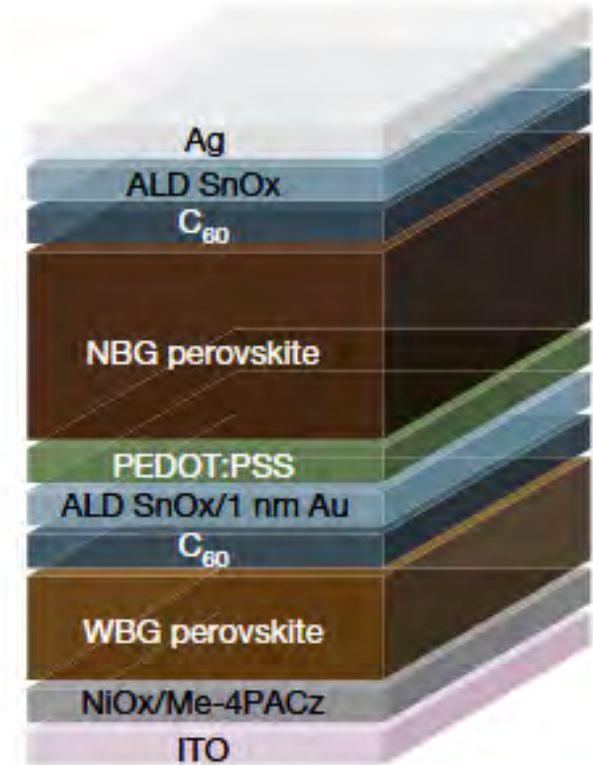 Ag
ALD SnOx
C₆₀
NBG perovskite
PEDOT:PSS
ALD SnOx/1 nm Au
C₆₀
WBG perovskite
NiOx/Me-4PACz
ITO